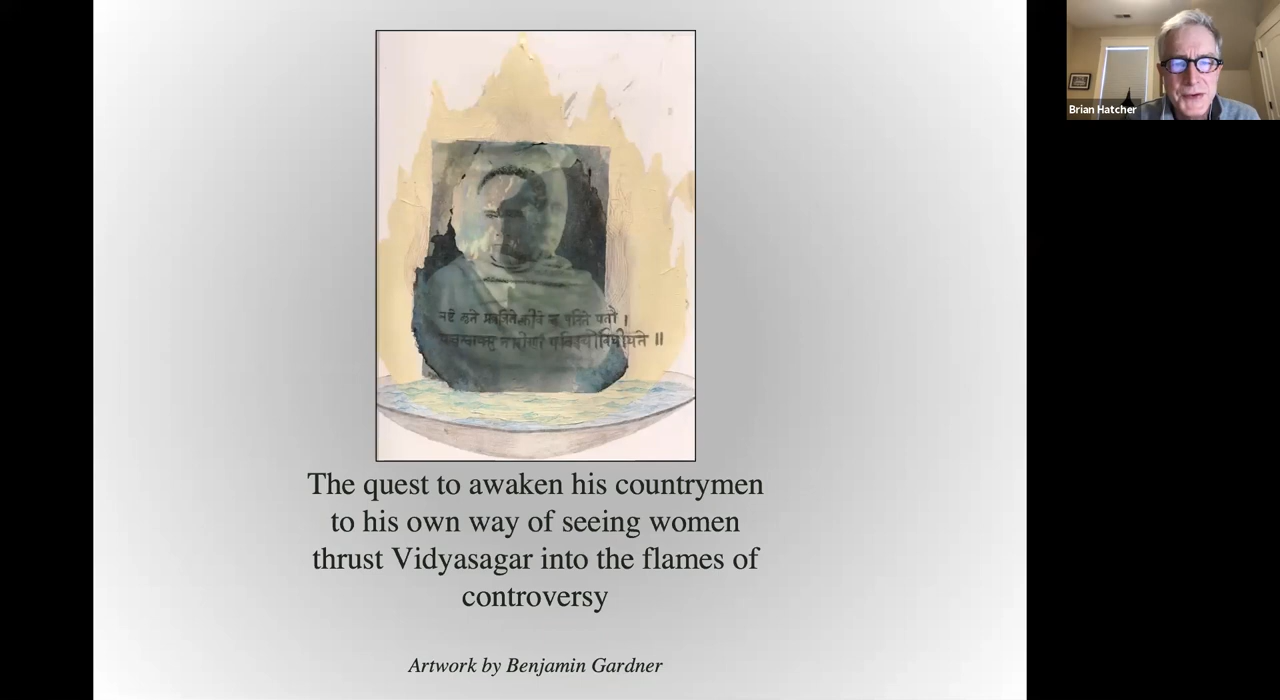 Brian Hatcher
नष्टे मृते प्रव्रजिते क्लीवे च पतिते पतौ ।
विधीयते ॥
The quest to awaken his countrymen
to his own way of seeing women
thrust Vidyasagar into the flames of
controversy
Artwork by Benjamin Gardner